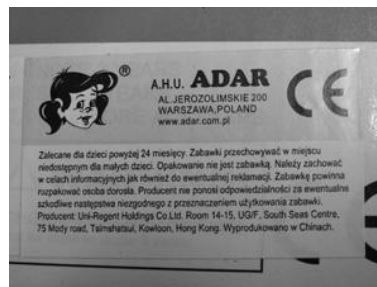 ®
A.H.U. ADAR
AL.JEROZOLIMSKIE 200
WARSZAWA,POLAND
www.adar.com.pl
CE
Zalecane dla dzieci powyżej 24 miesięcy. Zabawki przechowywać w miejscu
niedostępnym dla małych dzieci. Opakowanie nie jest zabawką. Należy zachować
w celach informacyjnych jak również do ewentualnej reklamacji. Zabawkę powinna
rozpakować osoba dorosła. Producent nie ponosi odpowiedzialności za ewentualne
szkodliwe następstwa niezgodnego z przeznaczeniem użytkowania zabawki.
Producent: Uni-Regent Holdings Co.Ltd. Room 14-15, UG/F, South Seas Centre,
75 Mody road, Tsimshatsui, Kowloon, Hong Kong. Wyprodukowano w Chinach.